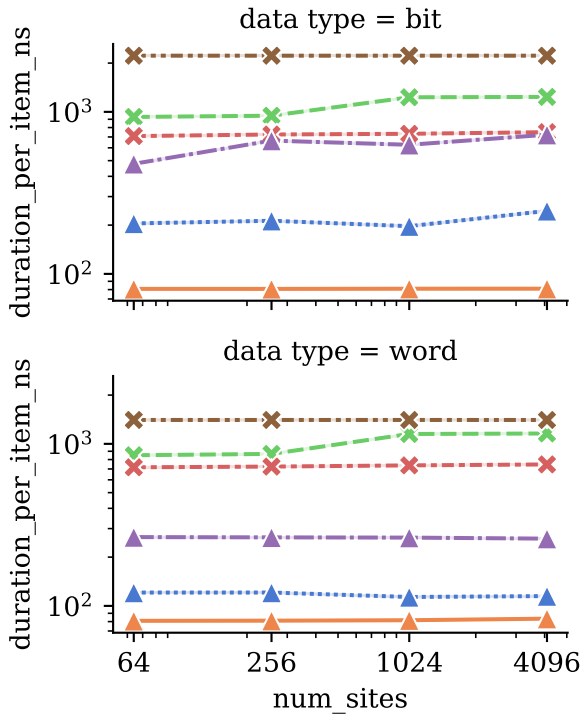 data type = bit
duration_per_item_ns
10³
10²
data type = word
duration_per_item_ns
10³
10²
64 256 1024 4096
num_sites